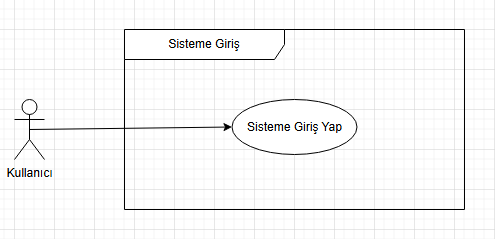 Sisteme Giriş
Sisteme Giriş Yap
Kullanıcı